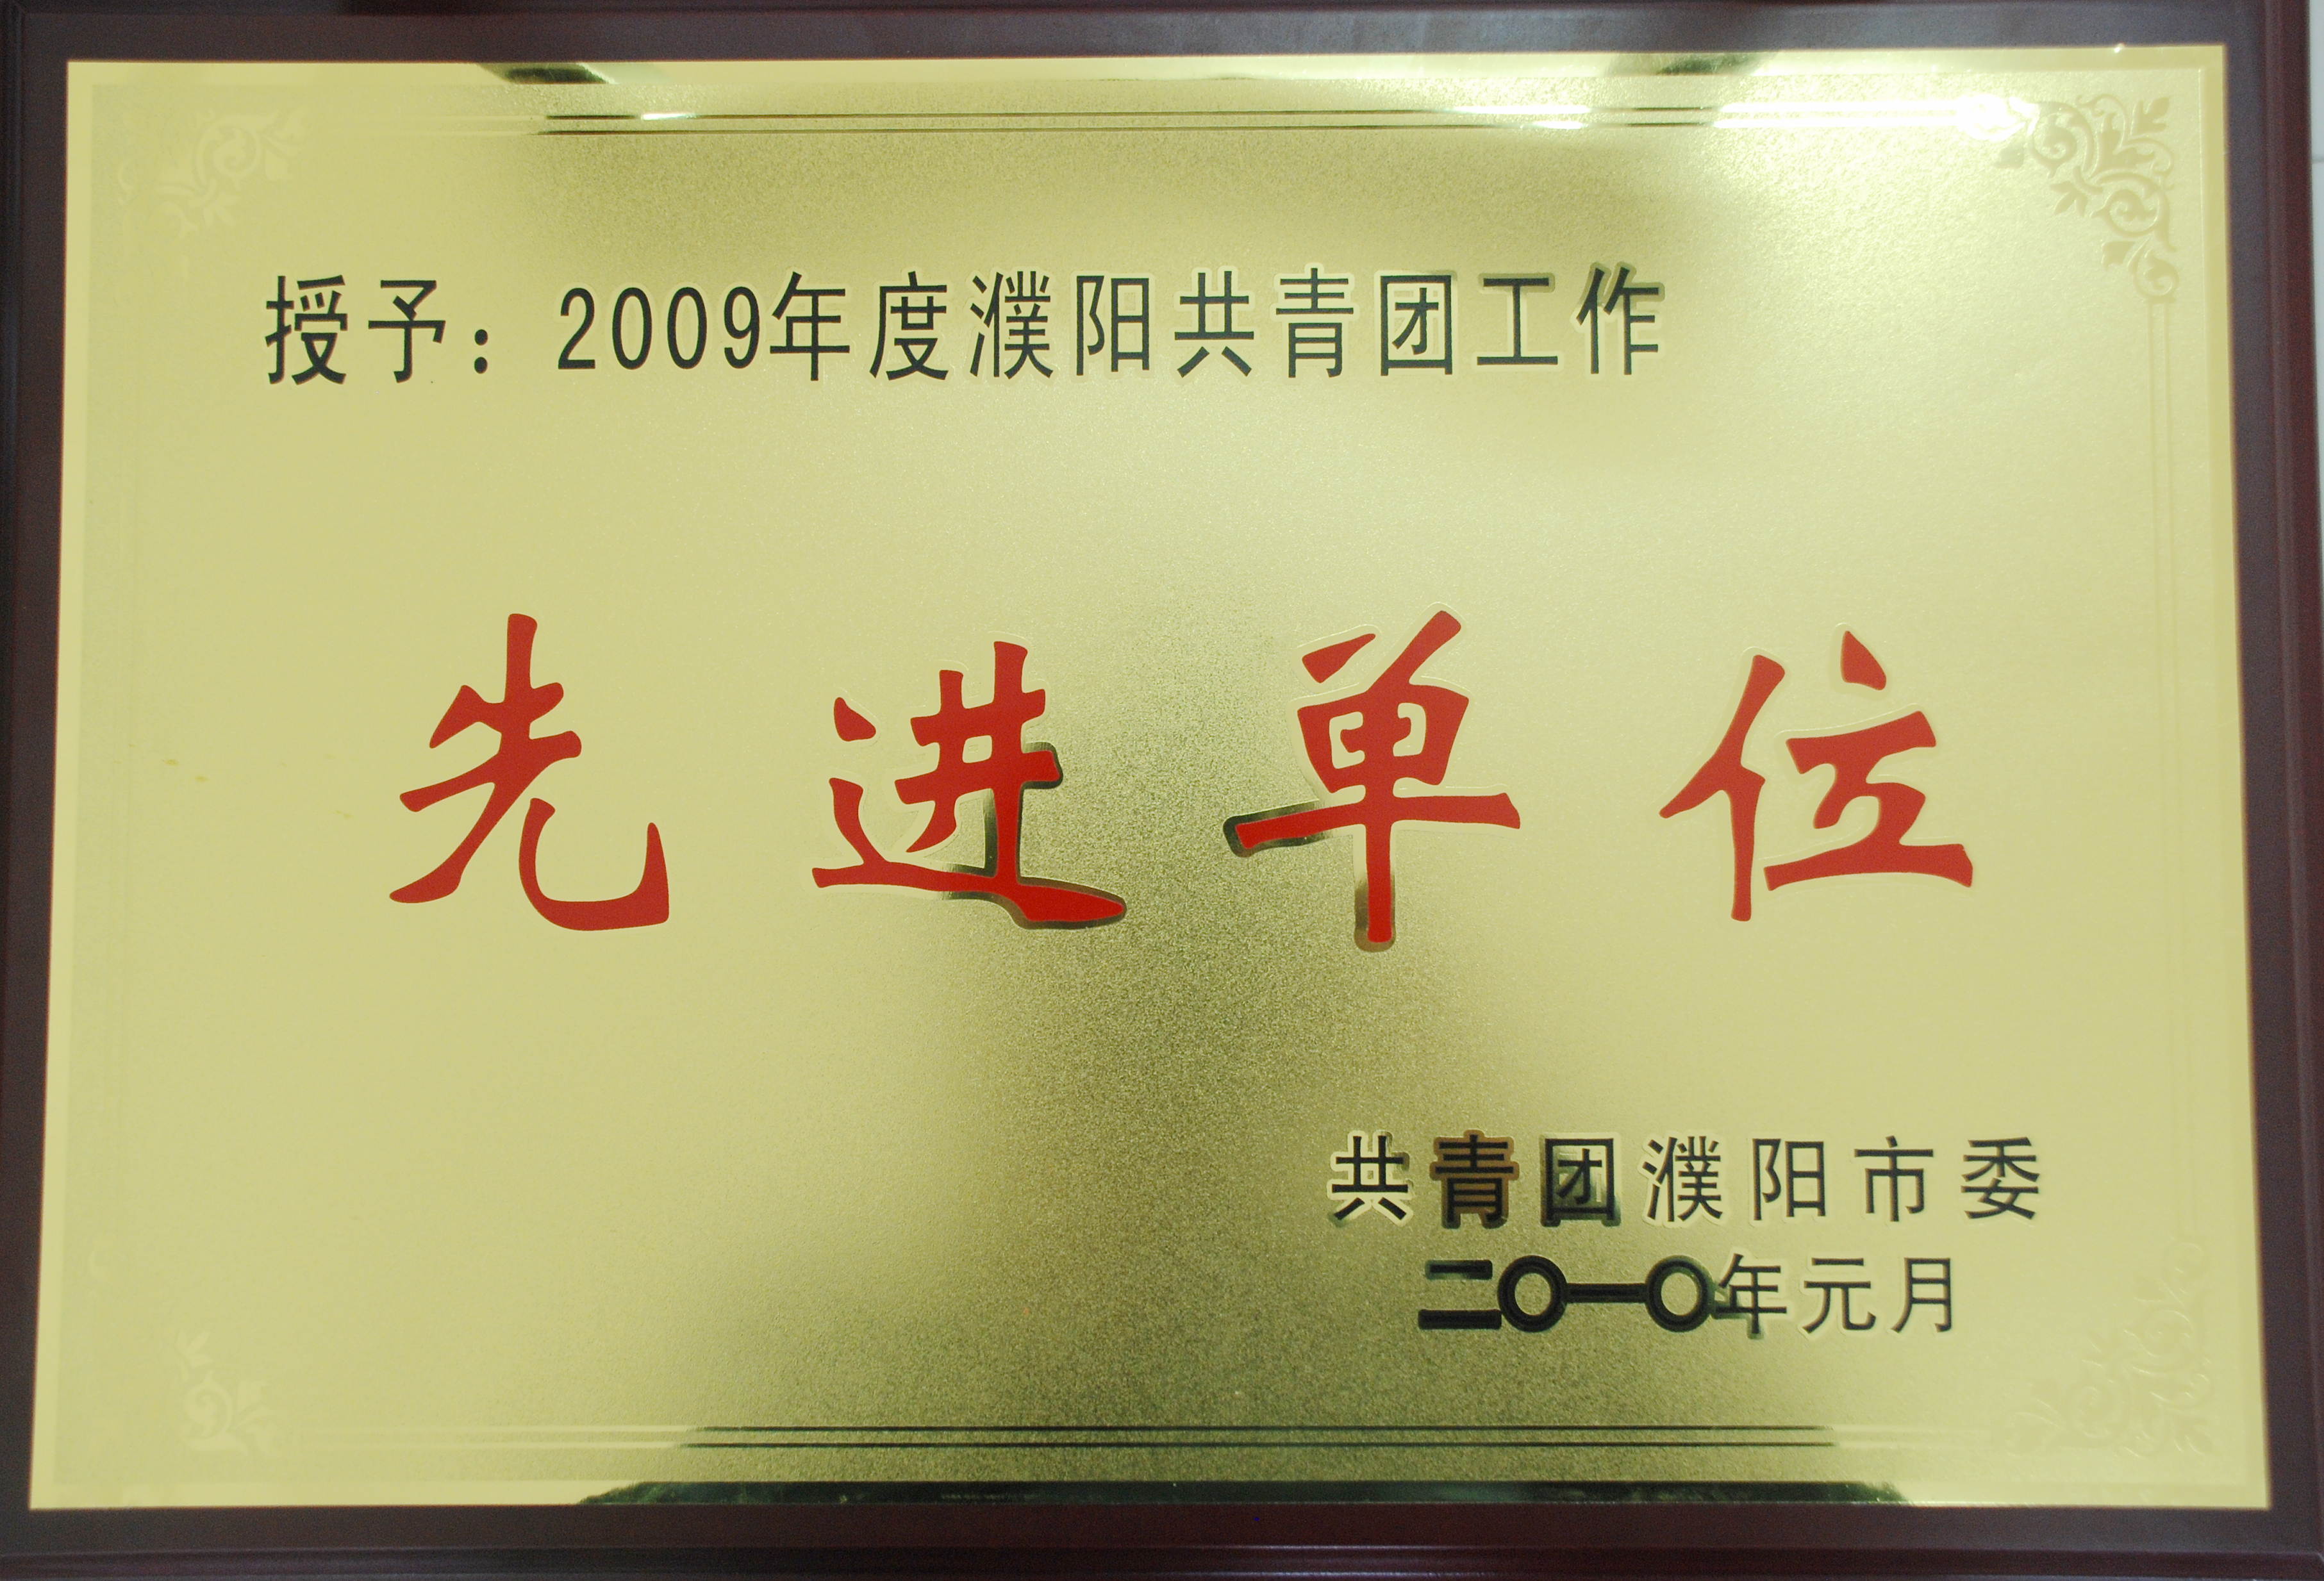 授予：2009年度濮阳共青团工作
先进单位
共青团濮阳市委
二〇一〇年元月